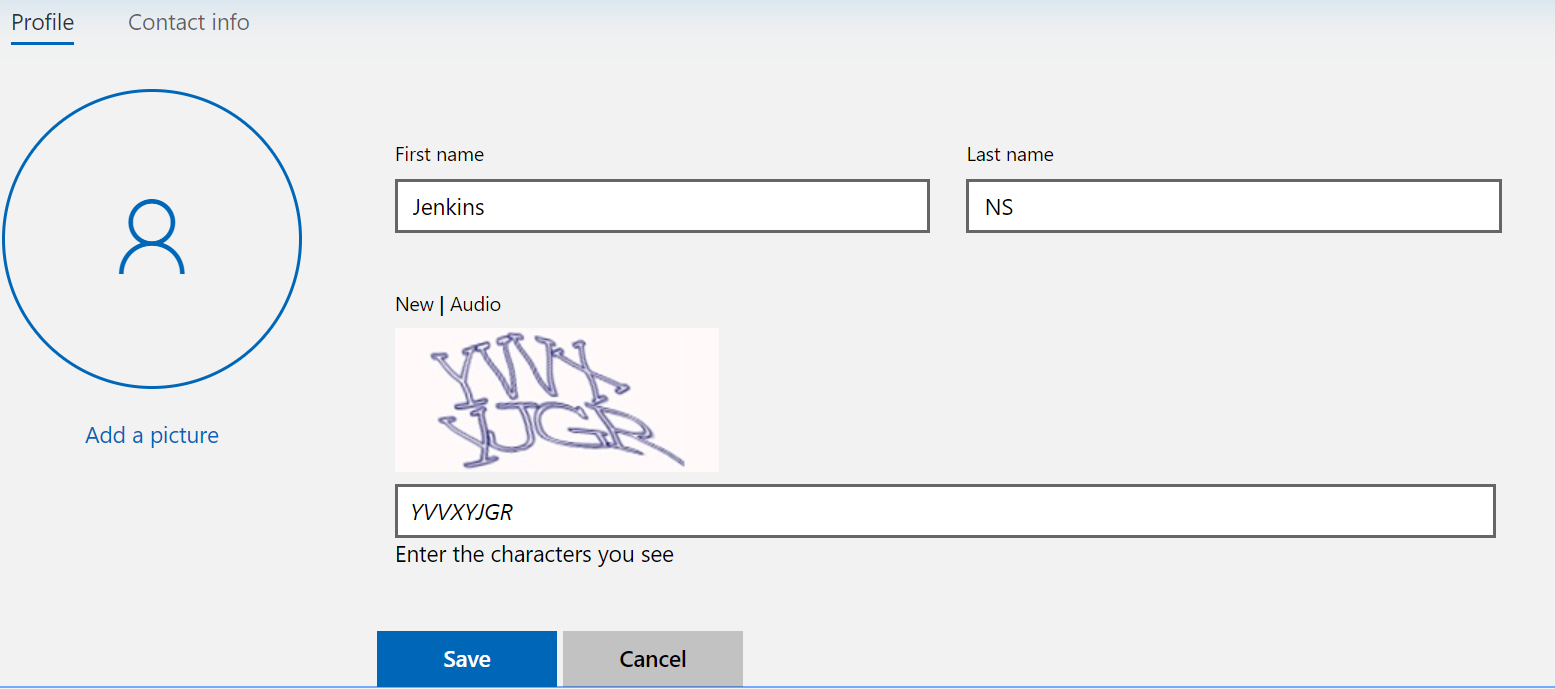 Profile Contact info
First name Last name
Jenkins NS
New | Audio
Add a picture
YVVXYJGR
Enter the characters you see
Save Cancel